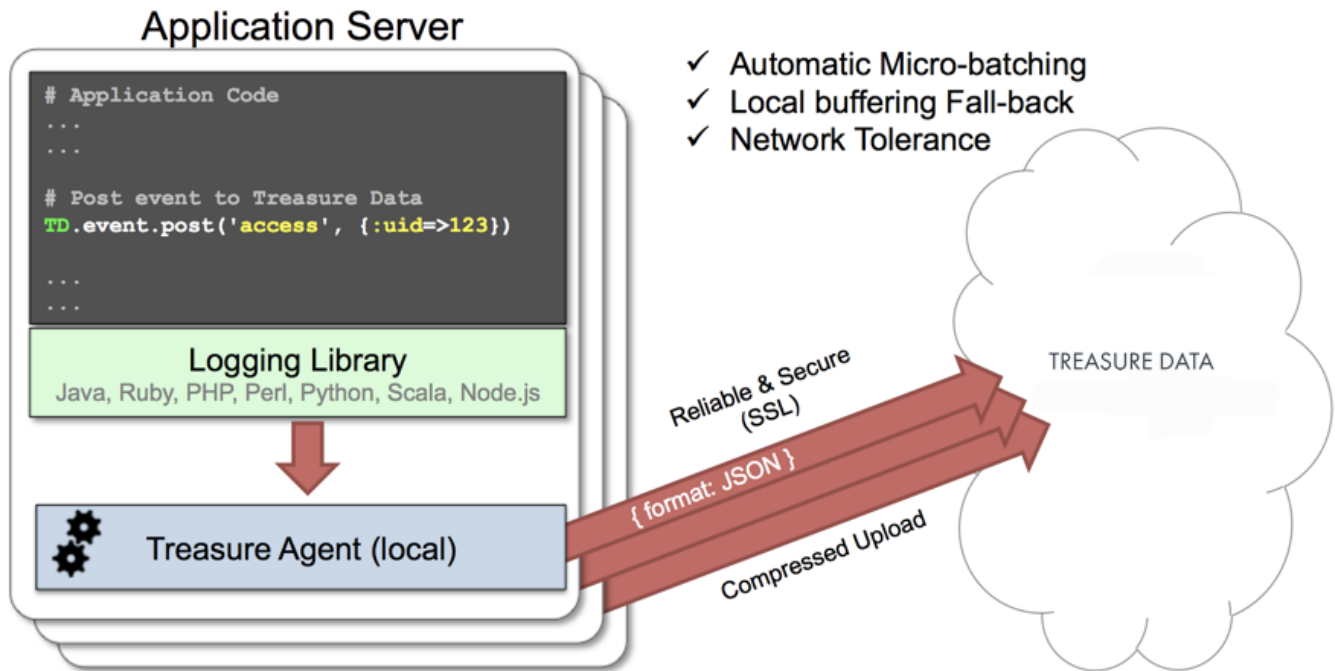 Application Server
# Application Code
...
...
# Post event to Treasure Data
TD.event.post('access', {:uid=>123})
...
...
Logging Library
Java, Ruby, PHP, Perl, Python, Scala, Node.js
Treasure Agent (local)
✓ Automatic Micro-batching
✓ Local buffering Fall-back
✓ Network Tolerance
Reliable & Secure
(SSL)
{ format: JSON }
Compressed Upload
TREASURE DATA